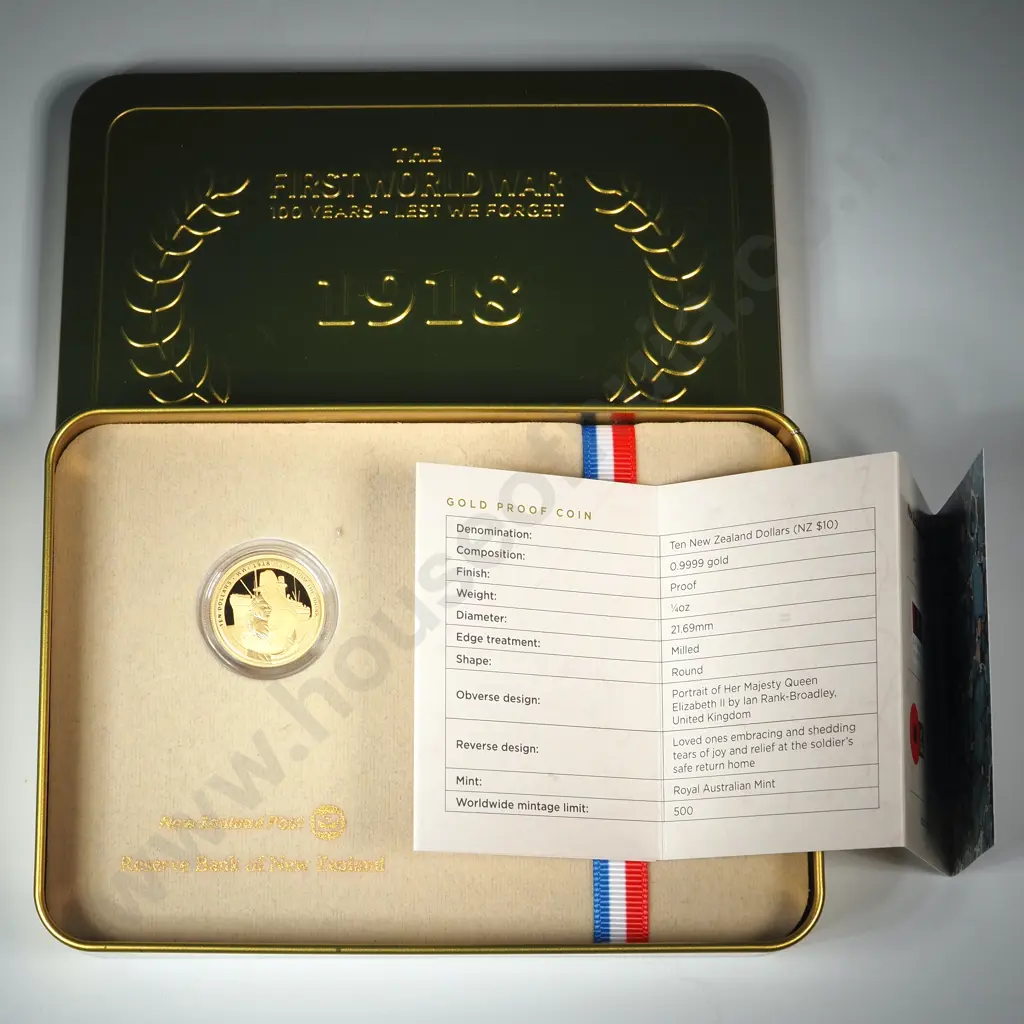 THE
FIRST WORLD WAR
100 YEARS - LEST WE FORGET
1918
TEN DOLLARS · WWI · 1918
New Zealand Post
Reserve Bank of New Zealand
GOLD PROOF COIN
Denomination: Ten New Zealand Dollars (NZ $10)
Composition: 0.9999 gold
Finish: Proof
Weight: ¼oz
Diameter: 21.69mm
Edge treatment: Milled
Shape: Round
Obverse design: Portrait of Her Majesty Queen
Elizabeth II by Ian Rank-Broadley,
United Kingdom
Reverse design: Loved ones embracing and shedding
tears of joy and relief at the soldier's
safe return home
Mint: Royal Australian Mint
Worldwide mintage limit: 500